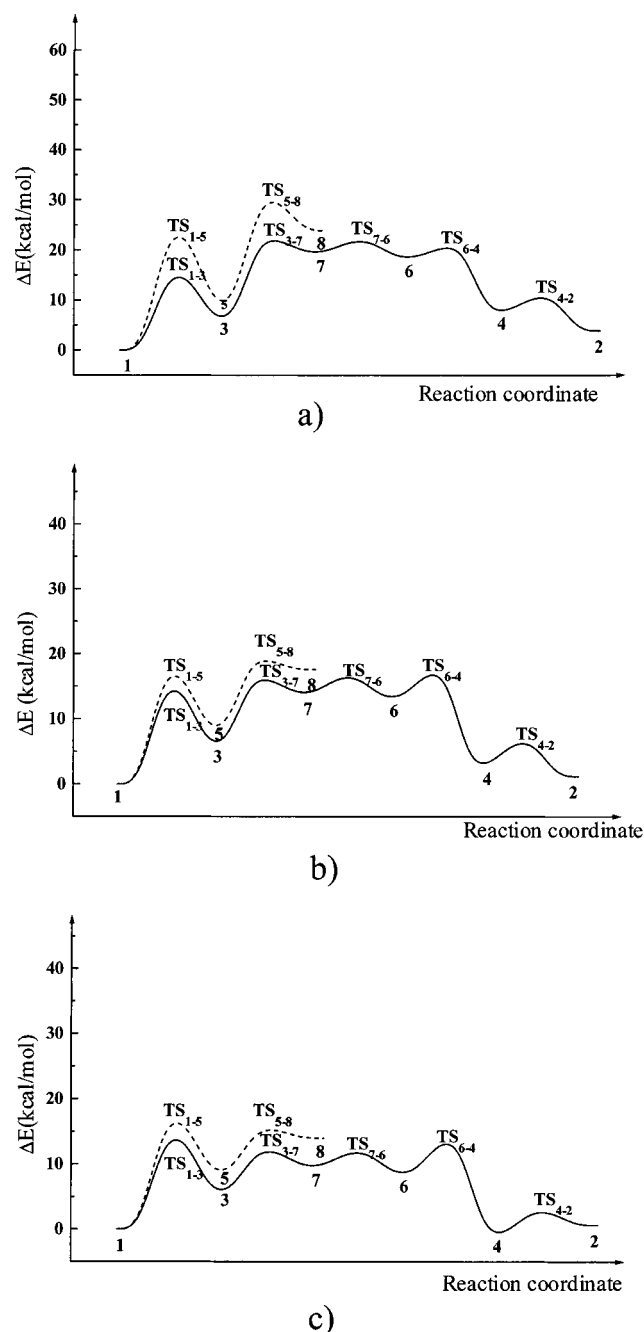 60
50
40
30
20
10
0
ΔE(kcal/mol)
TS5-8
TS1-5
TS3-7
8
TS7-6
TS6-4
TS1-3
7
6
5
3
4
TS4-2
1
2
Reaction coordinate
a)
40
30
20
10
0
ΔE (kcal/mol)
TS5-8
TS1-5
TS3-7
8
TS7-6
TS6-4
TS1-3
7
6
5
3
TS4-2
4
1
2
Reaction coordinate
b)
40
30
20
10
0
ΔE(kcal/mol)
TS1-5
TS5-8
TS3-7
8
TS7-6
TS6-4
TS1-3
5
3
7
6
TS4-2
1
4
2
Reaction coordinate
c)